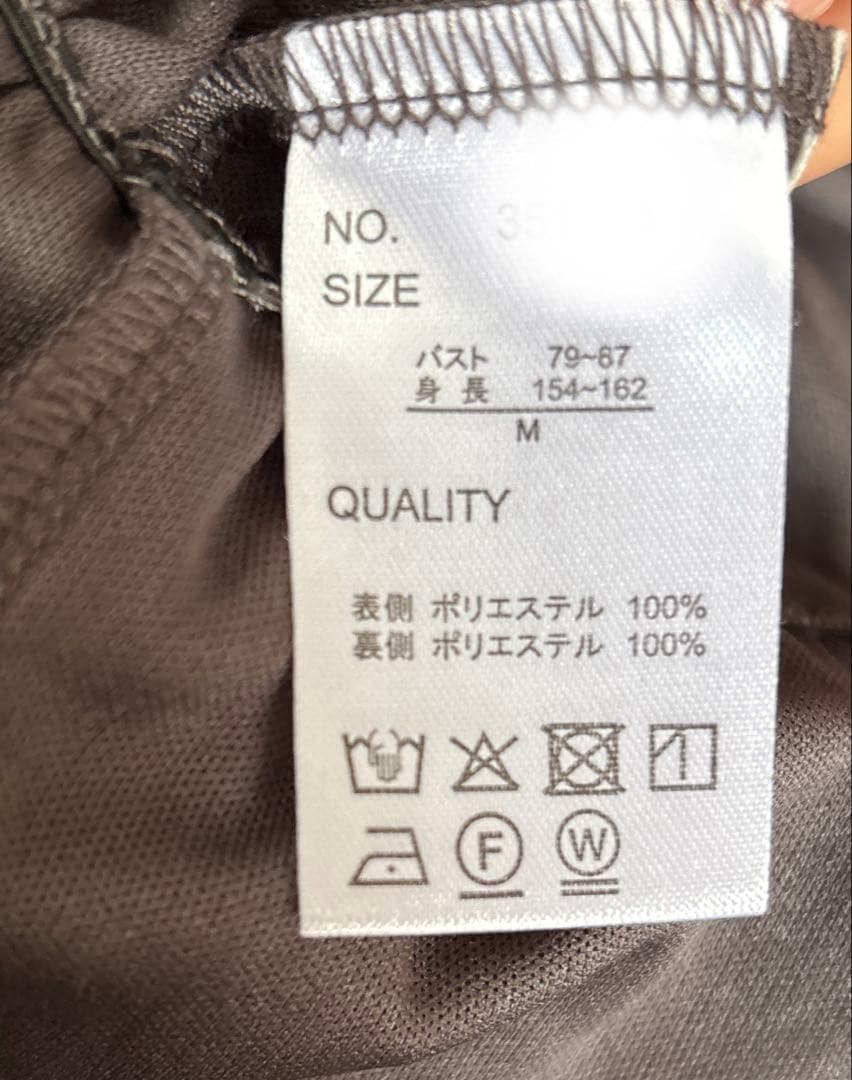 NO. 35
SIZE
バスト 79~87
身長 154~162
M
QUALITY
表側 ポリエステル 100%
裏側 ポリエステル 100%
F W